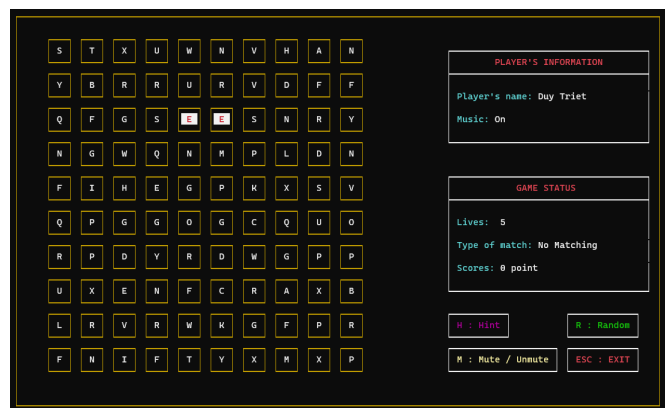 S T X U W N V H A N
Y B R R U R V D F F
Q F G S E E S N R Y
N G W Q N M P L D N
F I H E G P K X S V
Q P G G O G C Q U O
R P D Y R D W G P P
U X E N F C R A X B
L R V R W K G F P R
F N I F T Y X M X P
PLAYER'S INFORMATION
Player's name: Duy Triet
Music: On
GAME STATUS
Lives: 5
Type of match: No Matching
Scores: 0 point
H : Hint
R : Random
M : Mute / Unmute
ESC : EXIT